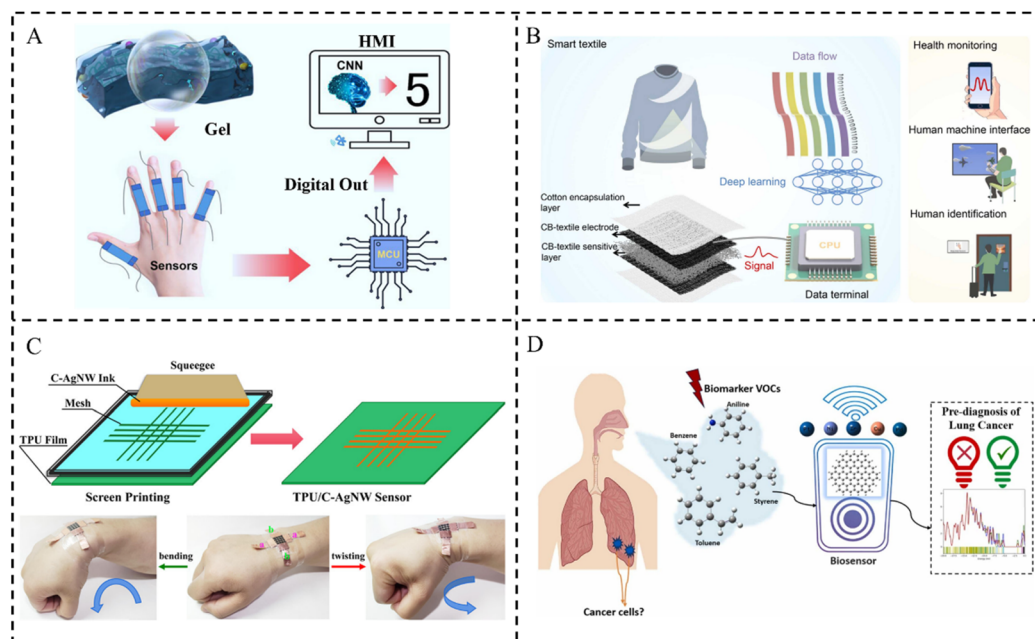 A
HMI
CNN
5
Gel
Digital Out
Sensors
MCU
B
Smart textile
Data flow
Deep learning
Cotton encapsulation
layer
CB-textile electrode
CB-textile sensitive
layer
Signal
CPU
Data terminal
Health monitoring
Human machine interface
Human identification
C
Squeegee
C-AgNW Ink
Mesh
TPU Film
Screen Printing
TPU/C-AgNW Sensor
bending
twisting
D
Biomarker VOCs
Aniline
Benzene
Styrene
Toluene
Cancer cells?
Biosensor
Pre-diagnosis of
Lung Cancer